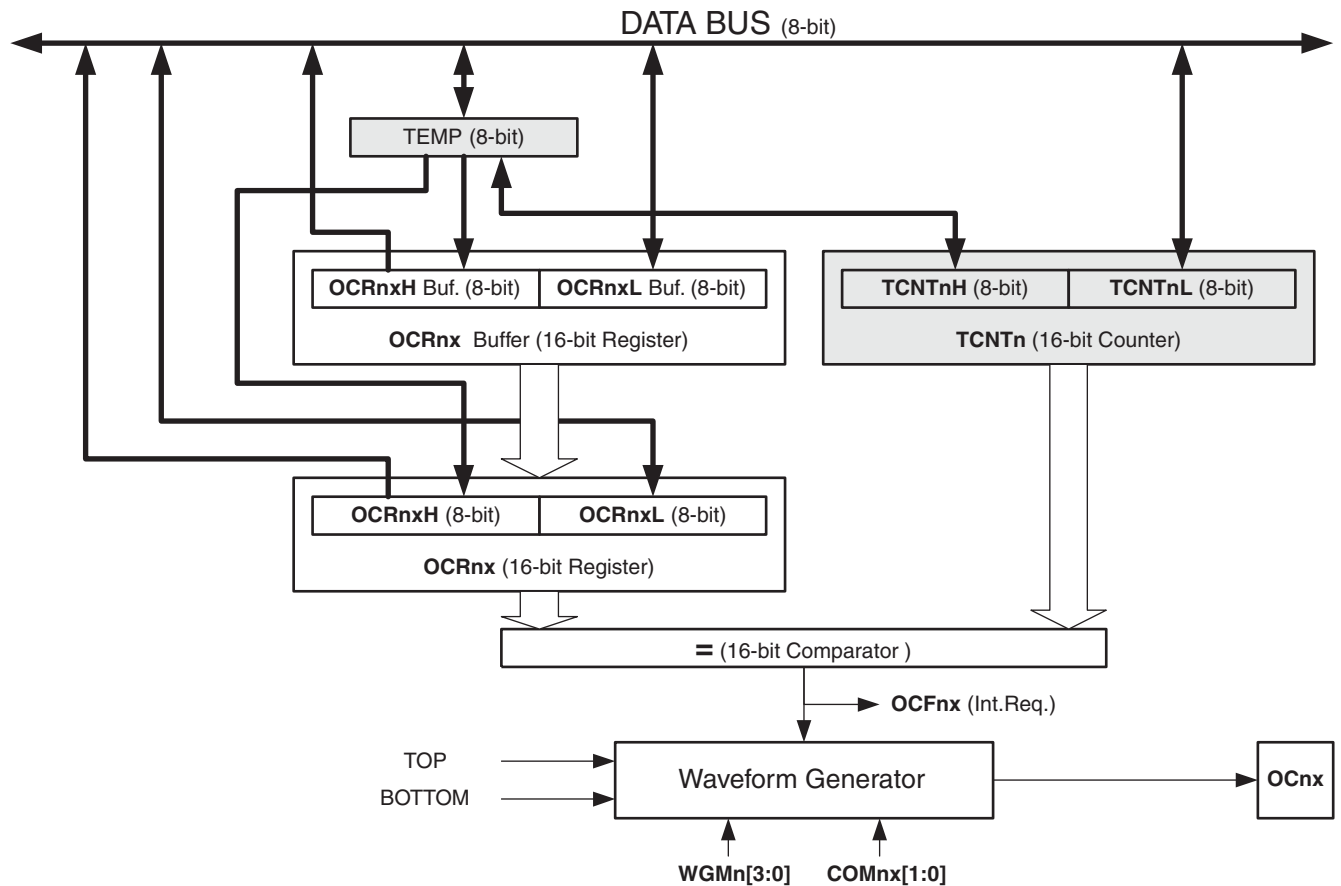 DATA BUS (8-bit)
TEMP (8-bit)
OCRnxH Buf. (8-bit) OCRnxL Buf. (8-bit)
OCRnx Buffer (16-bit Register)
TCNTnH (8-bit) TCNTnL (8-bit)
TCNTn (16-bit Counter)
OCRnxH (8-bit) OCRnxL (8-bit)
OCRnx (16-bit Register)
= (16-bit Comparator )
OCFnx (Int.Req.)
TOP
BOTTOM
Waveform Generator
OCnx
WGMn[3:0] COMnx[1:0]